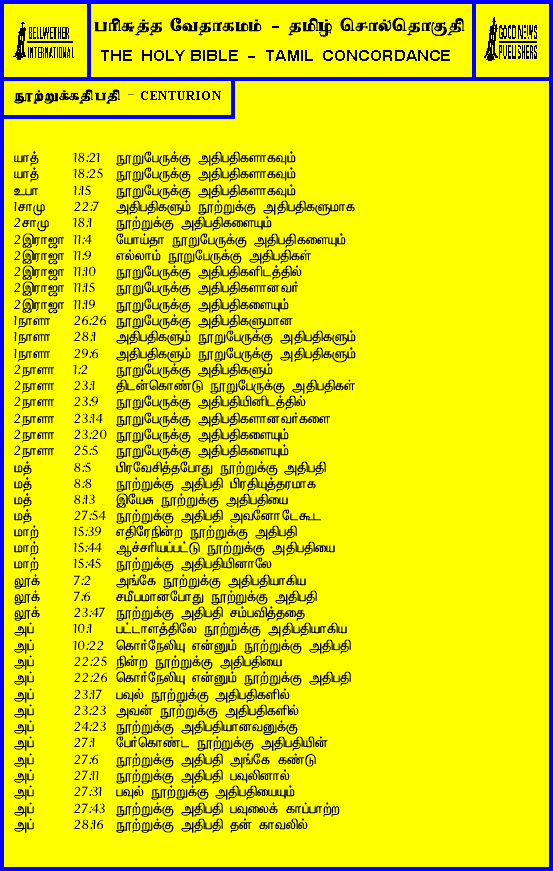 BELLWETHER INTERNATIONAL
பரிசுத்த வேதாகமம் - தமிழ் சொல்தொகுதி
THE HOLY BIBLE - TAMIL CONCORDANCE
GOOD NEWS PUBLISHERS
நூற்றுக்கதிபதி - CENTURION
யாத் 18:21 நூறுபேருக்கு அதிபதிகளாகவும்
யாத் 18:25 நூறுபேருக்கு அதிபதிகளாகவும்
உபா 1:15 நூறுபேருக்கு அதிபதிகளாகவும்
1சாமு 22:7 அதிபதிகளும் நூற்றுக்கு அதிபதிகளுமாக
2சாமு 18:1 நூற்றுக்கு அதிபதிகளையும்
2இராஜா 11:4 யோய்தா நூறுபேருக்கு அதிபதிகளையும்
2இராஜா 11:9 எல்லாம் நூறுபேருக்கு அதிபதிகள்
2இராஜா 11:10 நூறுபேருக்கு அதிபதிகளிடத்தில்
2இராஜா 11:15 நூறுபேருக்கு அதிபதிகளானவர்
2இராஜா 11:19 நூறுபேருக்கு அதிபதிகளையும்
1நாளா 26:26 நூறுபேருக்கு அதிபதிகளுமான
1நாளா 28:1 அதிபதிகளும் நூறுபேருக்கு அதிபதிகளும்
1நாளா 29:6 அதிபதிகளும் நூறுபேருக்கு அதிபதிகளும்
2நாளா 1:2 நூறுபேருக்கு அதிபதிகளும்
2நாளா 23:1 திடன்கொண்டு நூறுபேருக்கு அதிபதிகள்
2நாளா 23:9 நூறுபேருக்கு அதிபதியினிடத்தில்
2நாளா 23:14 நூறுபேருக்கு அதிபதிகளானவர்களை
2நாளா 23:20 நூறுபேருக்கு அதிபதிகளையும்
2நாளா 25:5 நூறுபேருக்கு அதிபதிகளையும்
மத் 8:5 பிரவேசித்தபோது நூற்றுக்கு அதிபதி
மத் 8:8 நூற்றுக்கு அதிபதி பிரதியுத்தரமாக
மத் 8:13 இயேசு நூற்றுக்கு அதிபதியை
மத் 27:54 நூற்றுக்கு அதிபதி அவனோடேகூட
மாற் 15:39 எதிரேநின்ற நூற்றுக்கு அதிபதி
மாற் 15:44 ஆச்சரியப்பட்டு நூற்றுக்கு அதிபதியை
மாற் 15:45 நூற்றுக்கு அதிபதியினாலே
லூக் 7:2 அங்கே நூற்றுக்கு அதிபதியாகிய
லூக் 7:6 சமீபமானபோது நூற்றுக்கு அதிபதி
லூக் 23:47 நூற்றுக்கு அதிபதி சம்பவித்ததை
அப் 10:1 பட்டாளத்திலே நூற்றுக்கு அதிபதியாகிய
அப் 10:22 கொர்நேலியு என்னும் நூற்றுக்கு அதிபதி
அப் 22:25 நின்ற நூற்றுக்கு அதிபதியை
அப் 22:26 கொர்நேலியு என்னும் நூற்றுக்கு அதிபதி
அப் 23:17 பவுல் நூற்றுக்கு அதிபதிகளில்
அப் 23:23 அவன் நூற்றுக்கு அதிபதிகளில்
அப் 24:23 நூற்றுக்கு அதிபதியானவனுக்கு
அப் 27:1 பேர்கொண்ட நூற்றுக்கு அதிபதியின்
அப் 27:6 நூற்றுக்கு அதிபதி அங்கே கண்டு
அப் 27:11 நூற்றுக்கு அதிபதி பவுலினால்
அப் 27:31 பவுல் நூற்றுக்கு அதிபதியையும்
அப் 27:43 நூற்றுக்கு அதிபதி பவுலைக் காப்பாற்ற
அப் 28:16 நூற்றுக்கு அதிபதி தன் காவலில்